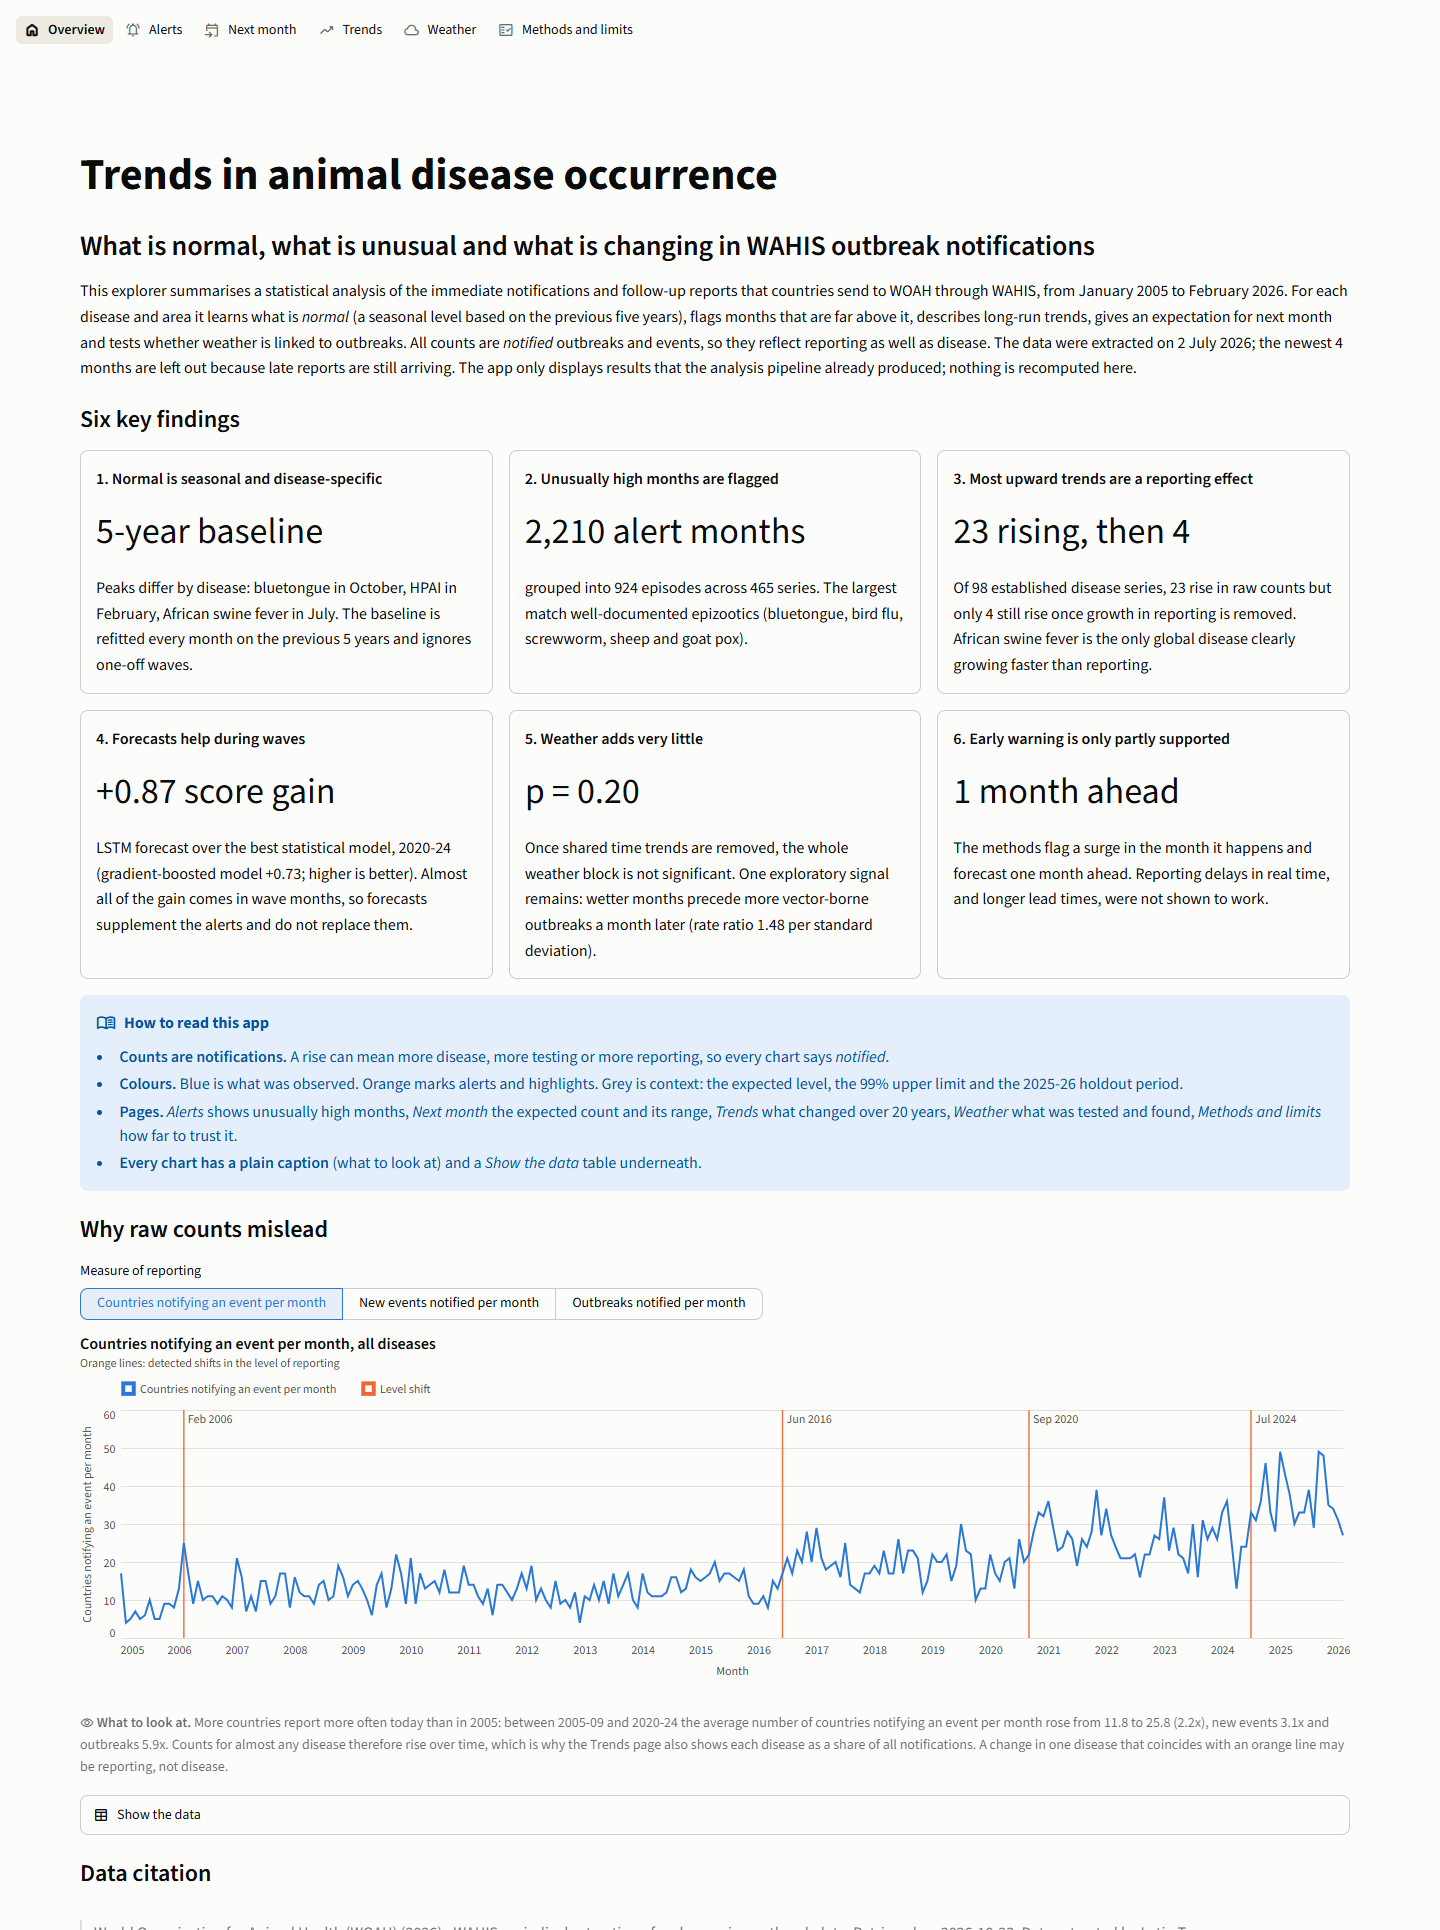 Overview
Alerts
Next month
Trends
Weather
Methods and limits
Trends in animal disease occurrence
What is normal, what is unusual and what is changing in WAHIS outbreak notifications
This explorer summarises a statistical analysis of the immediate notifications and follow-up reports that countries send to WOAH through WAHIS, from January 2005 to February 2026. For each
disease and area it learns what is normal (a seasonal level based on the previous five years), flags months that are far above it, describes long-run trends, gives an expectation for next month
and tests whether weather is linked to outbreaks. All counts are notified outbreaks and events, so they reflect reporting as well as disease. The data were extracted on 2 July 2026; the newest 4
months are left out because late reports are still arriving. The app only displays results that the analysis pipeline already produced; nothing is recomputed here.
Six key findings
1. Normal is seasonal and disease-specific
5-year baseline
Peaks differ by disease: bluetongue in October, HPAI in
February, African swine fever in July. The baseline is
refitted every month on the previous 5 years and ignores
one-off waves.
2. Unusually high months are flagged
2,210 alert months
grouped into 924 episodes across 465 series. The largest
match well-documented epizootics (bluetongue, bird flu,
screwworm, sheep and goat pox).
3. Most upward trends are a reporting effect
23 rising, then 4
Of 98 established disease series, 23 rise in raw counts but
only 4 still rise once growth in reporting is removed.
African swine fever is the only global disease clearly
growing faster than reporting.
4. Forecasts help during waves
+0.87 score gain
LSTM forecast over the best statistical model, 2020-24
(gradient-boosted model +0.73; higher is better). Almost
all of the gain comes in wave months, so forecasts
supplement the alerts and do not replace them.
5. Weather adds very little
p = 0.20
Once shared time trends are removed, the whole
weather block is not significant. One exploratory signal
remains: wetter months precede more vector-borne
outbreaks a month later (rate ratio 1.48 per standard
deviation).
6. Early warning is only partly supported
1 month ahead
The methods flag a surge in the month it happens and
forecast one month ahead. Reporting delays in real time,
and longer lead times, were not shown to work.
How to read this app
• Counts are notifications. A rise can mean more disease, more testing or more reporting, so every chart says notified.
• Colours. Blue is what was observed. Orange marks alerts and highlights. Grey is context: the expected level, the 99% upper limit and the 2025-26 holdout period.
• Pages. Alerts shows unusually high months, Next month the expected count and its range, Trends what changed over 20 years, Weather what was tested and found, Methods and limits
how far to trust it.
• Every chart has a plain caption (what to look at) and a Show the data table underneath.
Why raw counts mislead
Measure of reporting
Countries notifying an event per month
New events notified per month
Outbreaks notified per month
Countries notifying an event per month, all diseases
Orange lines: detected shifts in the level of reporting
Countries notifying an event per month
Level shift
Countries notifying an event per month
60
50
40
30
20
10
0
Feb 2006
Jun 2016
Sep 2020
Jul 2024
2005 2006 2007 2008 2009 2010 2011 2012 2013 2014 2015 2016 2017 2018 2019 2020 2021 2022 2023 2024 2025 2026
Month
What to look at. More countries report more often today than in 2005: between 2005-09 and 2020-24 the average number of countries notifying an event per month rose from 11.8 to 25.8 (2.2x), new events 3.1x and
outbreaks 5.9x. Counts for almost any disease therefore rise over time, which is why the Trends page also shows each disease as a share of all notifications. A change in one disease that coincides with an orange line may
be reporting, not disease.
Show the data
Data citation